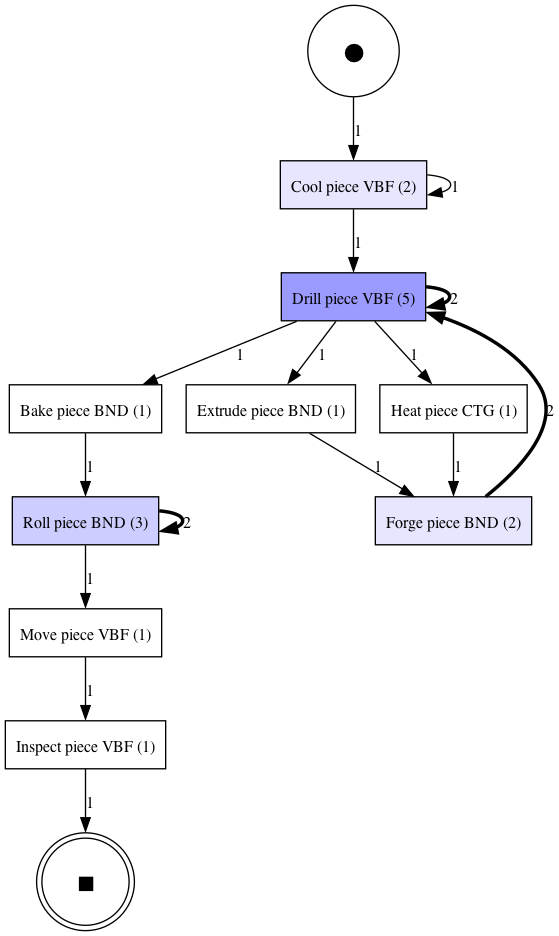 1
Cool piece VBF (2)
1
1
Drill piece VBF (5)
2
1
1
1
Bake piece BND (1)
Extrude piece BND (1)
Heat piece CTG (1)
2
1
1
1
Roll piece BND (3)
2
Forge piece BND (2)
1
Move piece VBF (1)
1
Inspect piece VBF (1)
1